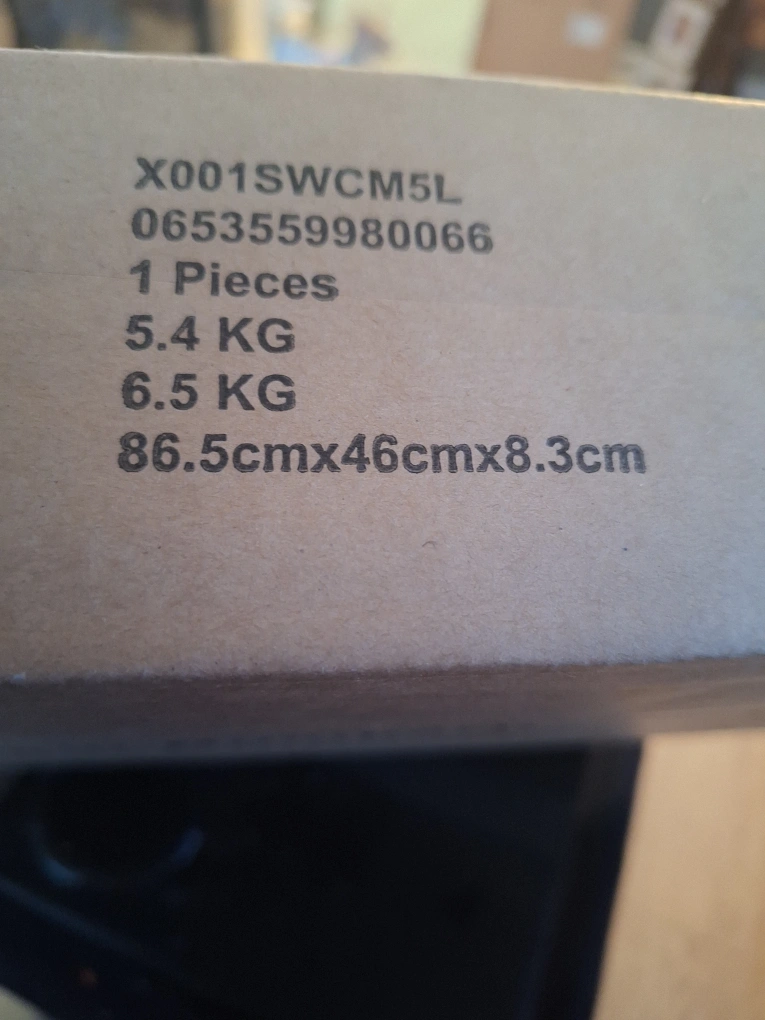 X001SWCM5L
0653559980066
1 Pieces
5.4 KG
6.5 KG
86.5cmx46cmx8.3cm